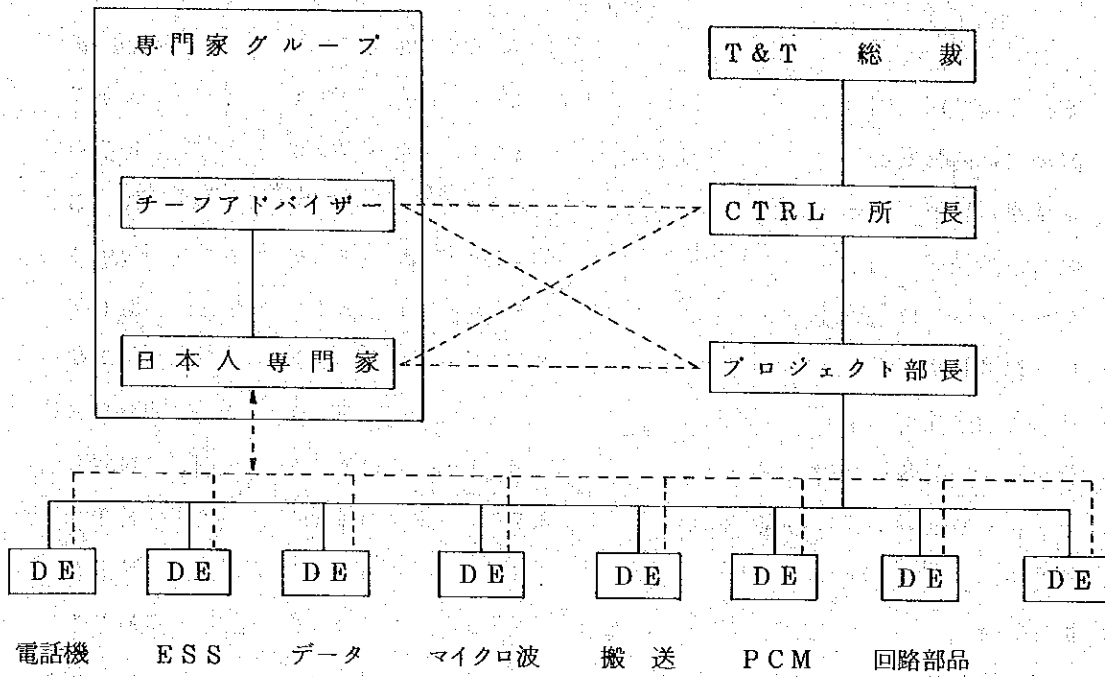 専門家グループ
T&T 総裁
チーフアドバイザー
CTRL 所長
日本人専門家
プロジェクト部長
DE DE DE DE DE DE DE DE
電話機 ESS データ マイクロ波 搬送 PCM 回路部品